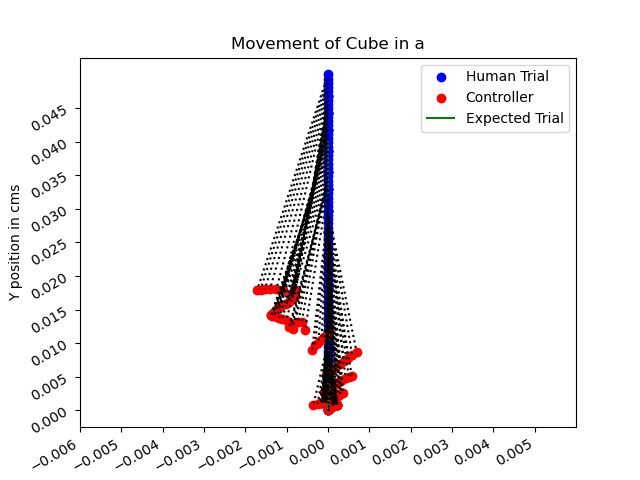 Movement of Cube in a
Human Trial
Controller
Expected Trial
Y position in cms
0.045
0.040
0.035
0.030
0.025
0.020
0.015
0.010
0.005
0.000
−0.006 −0.005 −0.004 −0.003 −0.002 −0.001 0.000 0.001 0.002 0.003 0.004 0.005